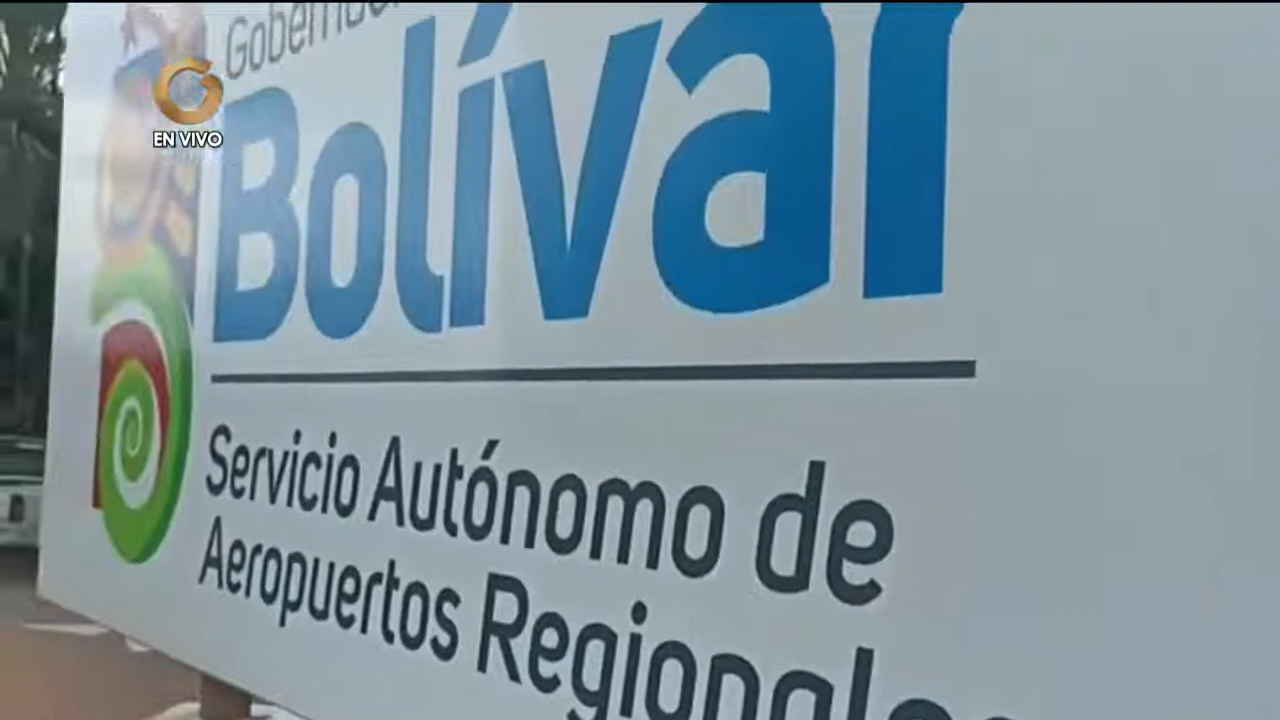 EN VIVO
Bolívar
Servicio Autónomo de
Aeropuertos Regionales